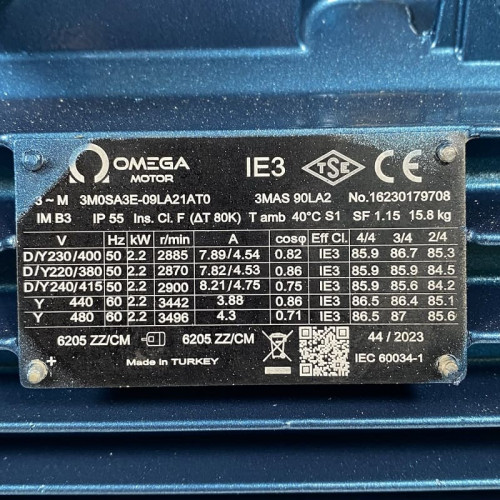 OMEGA MOTOR IE3 TSE CE
3 ~ M 3M0SA3E-09LA21AT0 3MAS 90LA2 No.16230179708
IM B3 IP 55 Ins. Cl. F (ΔT 80K) T amb 40°C S1 SF 1.15 15.8 kg
V Hz kW r/min A cosφ Eff Cl. 4/4 3/4 2/4
D/Y230/400 50 2.2 2885 7.89/4.54 0.82 IE3 85.9 86.7 85.3
D/Y220/380 50 2.2 2870 7.82/4.53 0.86 IE3 85.9 85.9 84.5
D/Y240/415 50 2.2 2900 8.21/4.75 0.75 IE3 85.9 85.6 84.2
Y 440 60 2.2 3442 3.88 0.86 IE3 86.5 86.4 85.1
Y 480 60 2.2 3496 4.3 0.71 IE3 86.5 87 85.6
6205 ZZ/CM 6205 ZZ/CM 44 / 2023
Made in TURKEY IEC 60034-1